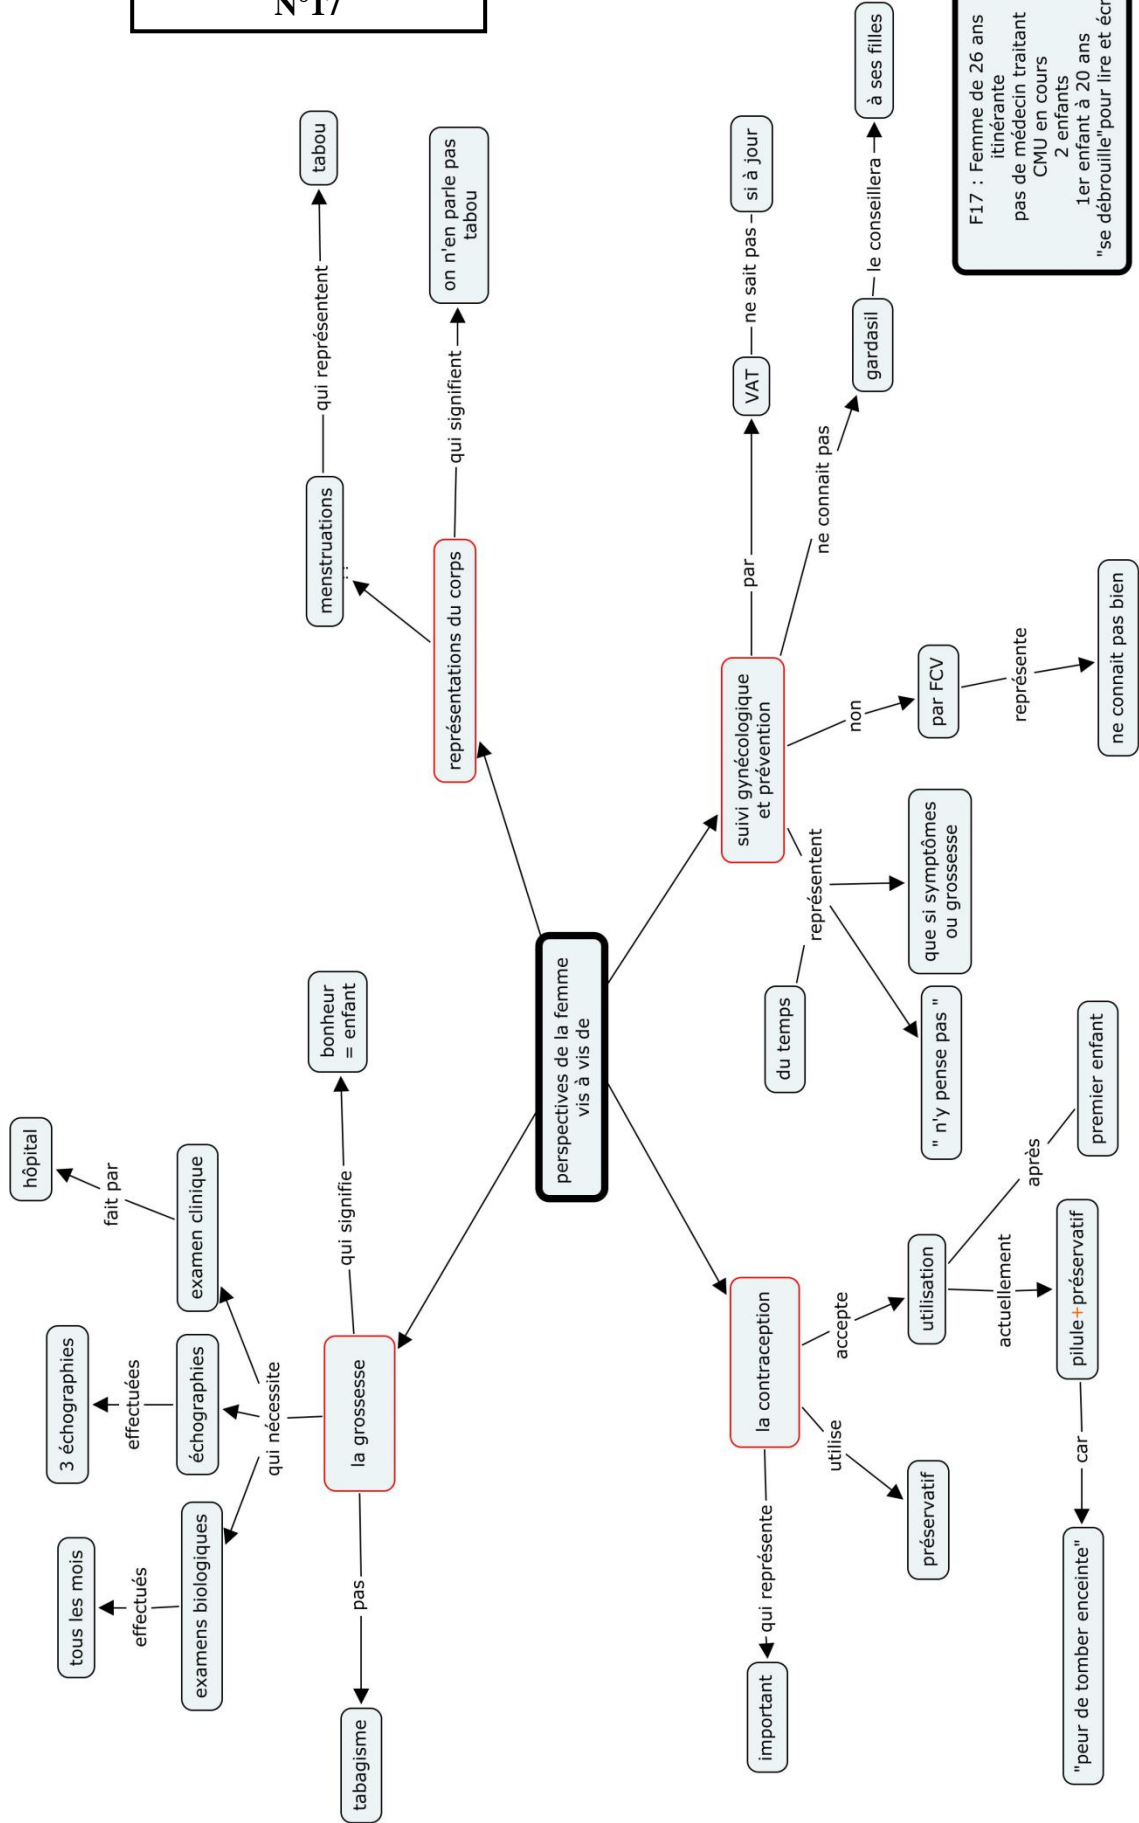 N°17
F17 : Femme de 26 ans
itinérante
pas de médecin traitant
CMU en cours
2 enfants
1er enfant à 20 ans
"se débrouille"pour lire et écr
perspectives de la femme
vis à vis de
la grossesse
qui signifie
bonheur
= enfant
qui nécessite
examens biologiques
effectués
tous les mois
échographies
effectuées
3 échographies
examen clinique
fait par
hôpital
pas
tabagisme
représentations du corps
menstruations
qui représentent
tabou
qui signifient
on n'en parle pas
tabou
suivi gynécologique
et prévention
par
VAT
ne sait pas
si à jour
ne connait pas
gardasil
le conseillera
à ses filles
non
par FCV
représente
ne connait pas bien
représentent
du temps
que si symptômes
ou grossesse
" n'y pense pas "
la contraception
qui représente
important
utilise
préservatif
accepte
utilisation
après
premier enfant
actuellement
pilule+préservatif
car
"peur de tomber enceinte"